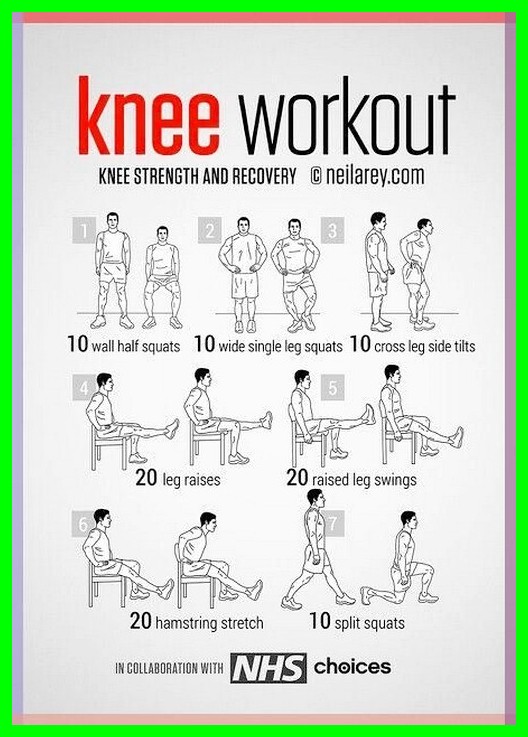 knee workout
KNEE STRENGTH AND RECOVERY © neilarey.com
1 2 3
10 wall half squats 10 wide single leg squats 10 cross leg side tilts
4 5
20 leg raises 20 raised leg swings
6 7
20 hamstring stretch 10 split squats
IN COLLABORATION WITH NHS choices